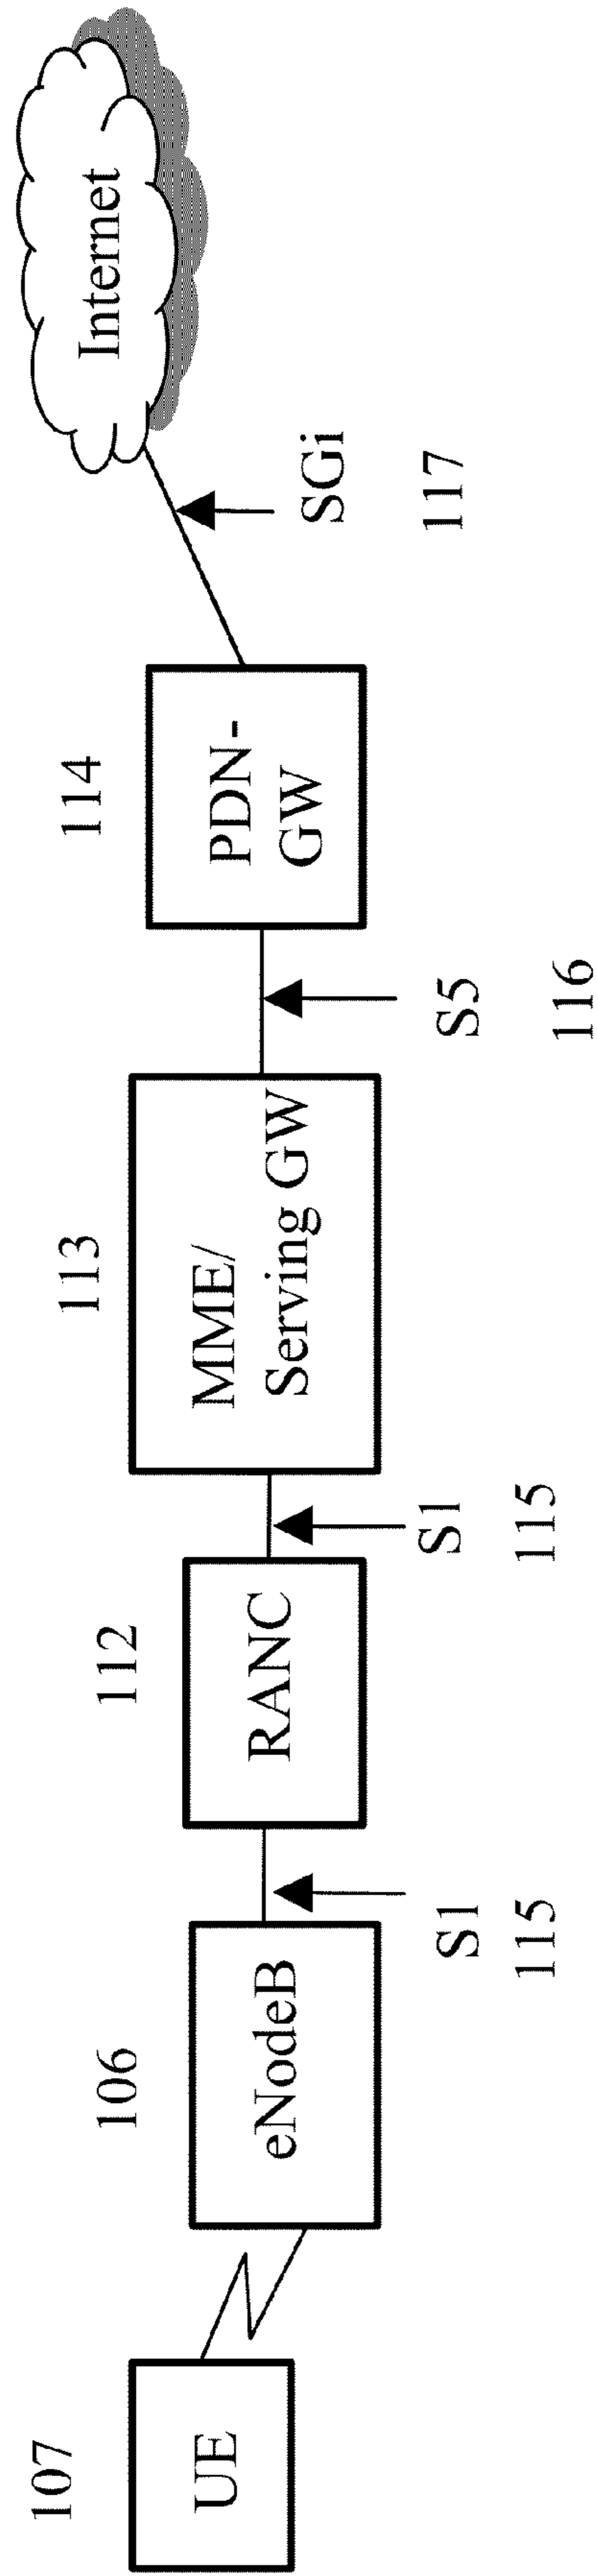 107
UE
106
eNodeB
S1
115
112
RANC
S1
115
113
MME/
Serving GW
S5
116
114
PDN-
GW
SGi
117
Internet